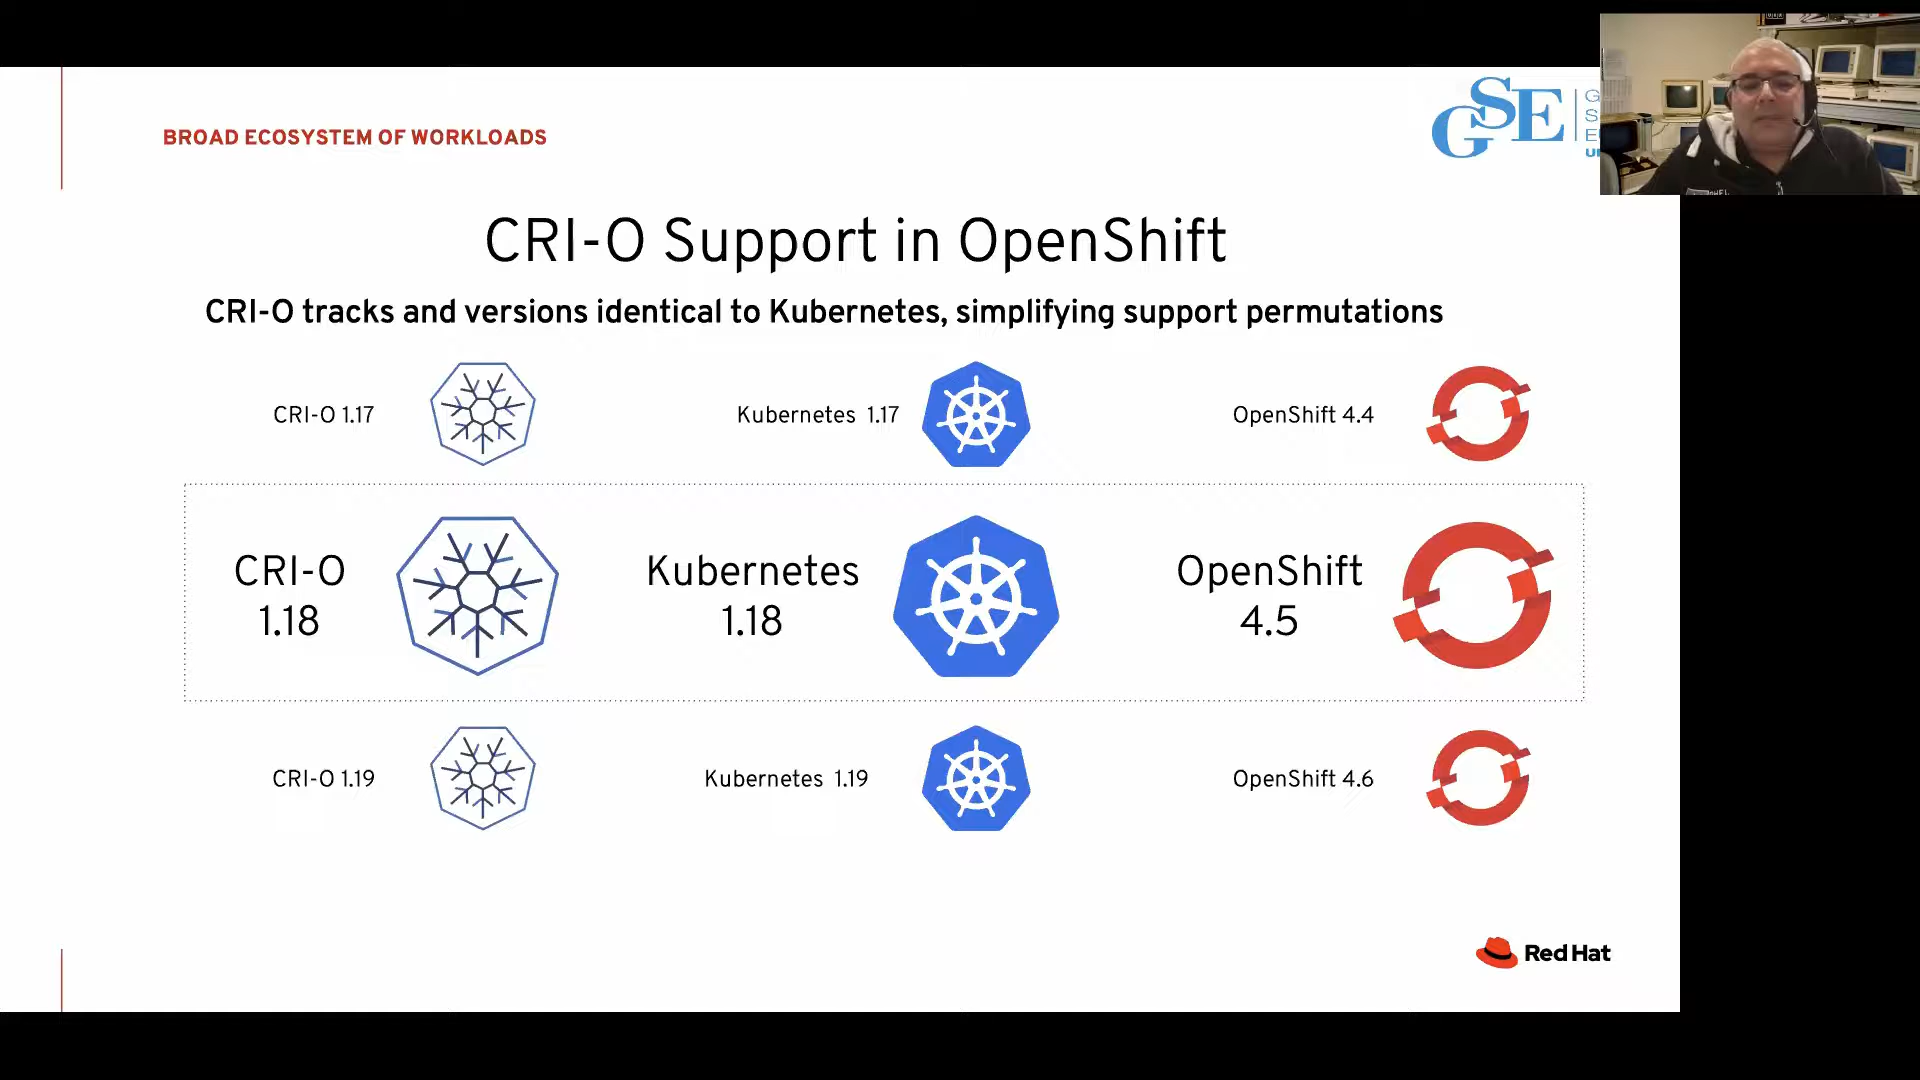 BROAD ECOSYSTEM OF WORKLOADS
GSE
G
S
E
CRI-O Support in OpenShift
CRI-O tracks and versions identical to Kubernetes, simplifying support permutations
CRI-O 1.17
Kubernetes 1.17
OpenShift 4.4
CRI-O
1.18
Kubernetes
1.18
OpenShift
4.5
CRI-O 1.19
Kubernetes 1.19
OpenShift 4.6
Red Hat